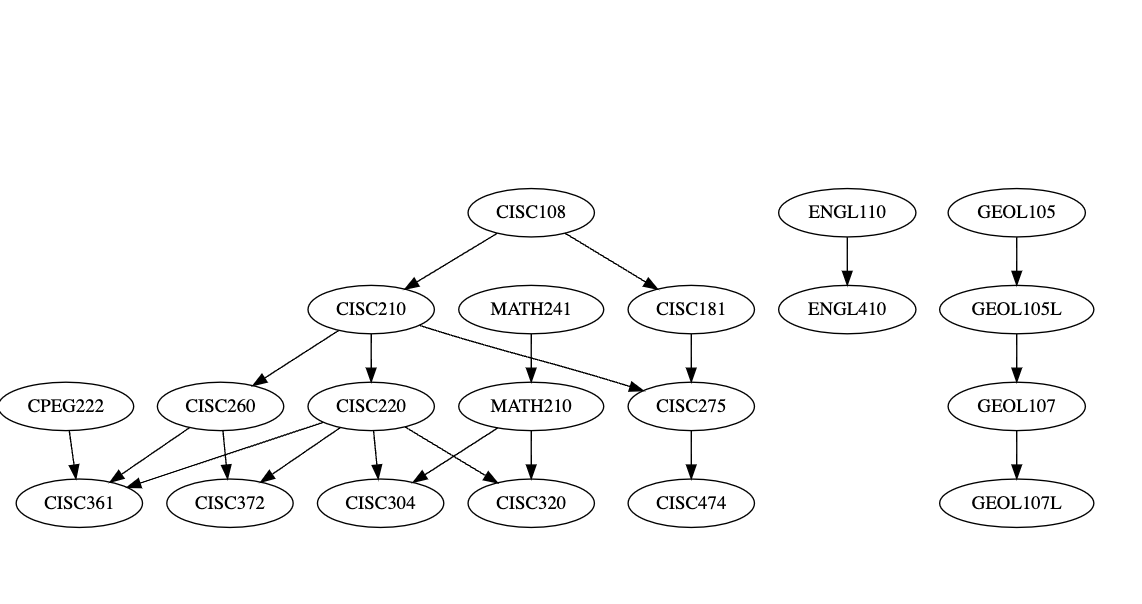 CISC108
ENGL110
GEOL105
CISC210
MATH241
CISC181
ENGL410
GEOL105L
CPEG222
CISC260
CISC220
MATH210
CISC275
GEOL107
CISC361
CISC372
CISC304
CISC320
CISC474
GEOL107L